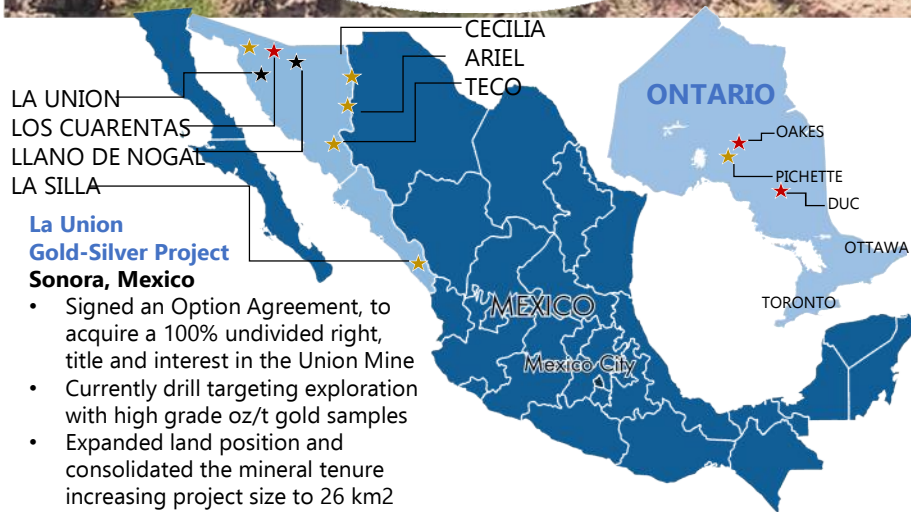 CECILIA
ARIEL
TECO
LA UNION
LOS CUARENTAS
LLANO DE NOGAL
LA SILLA
ONTARIO
OAKES
PICHETTE
DUC
OTTAWA
TORONTO
La Union
Gold-Silver Project
Sonora, Mexico
• Signed an Option Agreement, to
acquire a 100% undivided right,
title and interest in the Union Mine
• Currently drill targeting exploration
with high grade oz/t gold samples
• Expanded land position and
consolidated the mineral tenure
increasing project size to 26 km2
MEXICO
Mexico City